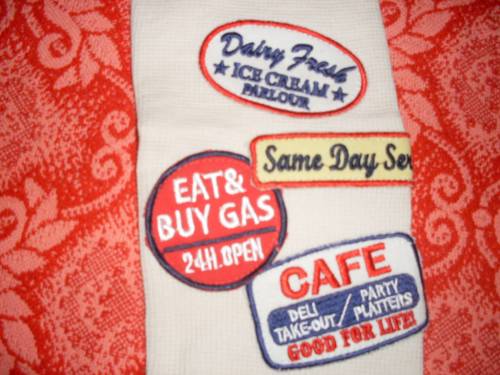 Dairy Fresh
★ ICE CREAM ★
PARLOUR
Same Day Ser
EAT&
BUY GAS
24H.OPEN
CAFE
DELI / PARTY
TAKE-OUT / PLATTERS
GOOD FOR LIFE!